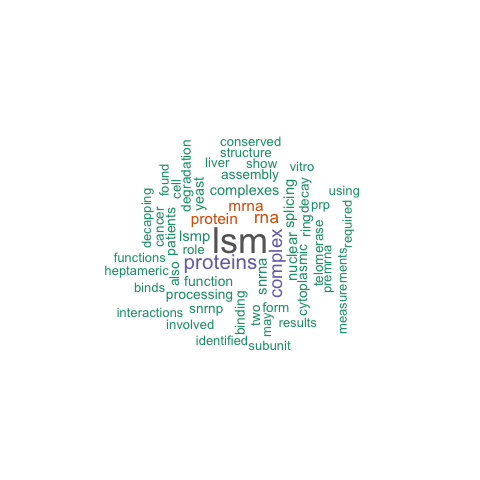 conserved
structure
liver
show
vitro
assembly
complexes
using
found
cell
degradation
yeast
mrna
protein
rna
splicing
decay
prp
ring
required
decapping
cancer
patients
lsmp
lsm
role
proteins
complex
nuclear
cytoplasmic
telomerase
premrna
measurements
functions
heptameric
also
function
snrna
binds
processing
snrnp
binding
two
form
may
results
interactions
involved
identified
subunit